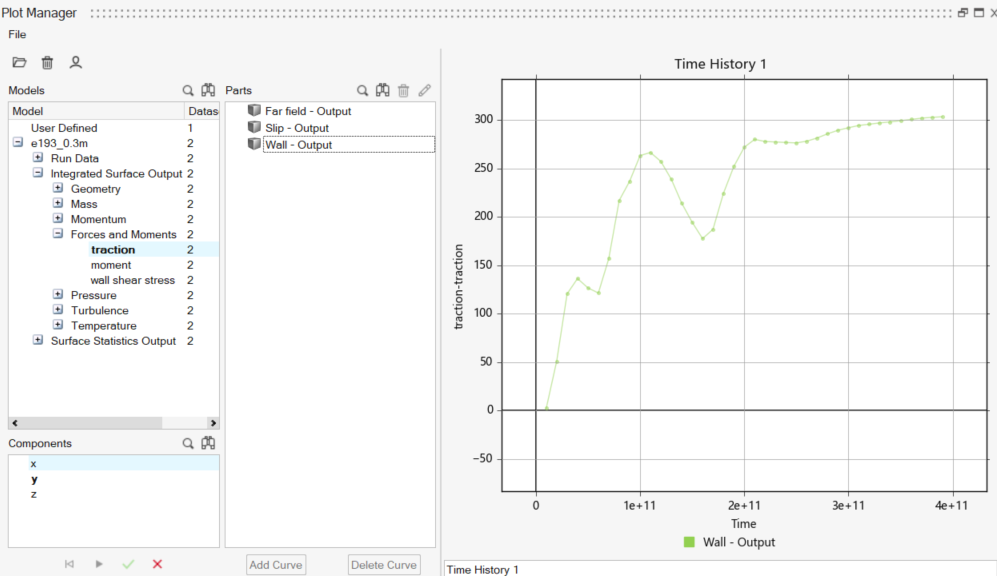 Plot Manager
File
Models
Model Datas
User Defined 1
e193_0.3m 2
Run Data 2
Integrated Surface Output 2
Geometry 2
Mass 2
Momentum 2
Forces and Moments 2
traction 2
moment 2
wall shear stress 2
Pressure 2
Turbulence 2
Temperature 2
Surface Statistics Output 2
Components
x
y
z
Parts
Far field - Output
Slip - Output
Wall - Output
Add Curve Delete Curve
Time History 1
traction-traction
300
250
200
150
100
50
0
−50
0 1e+11 2e+11 3e+11 4e+11
Time
Wall - Output
Time History 1